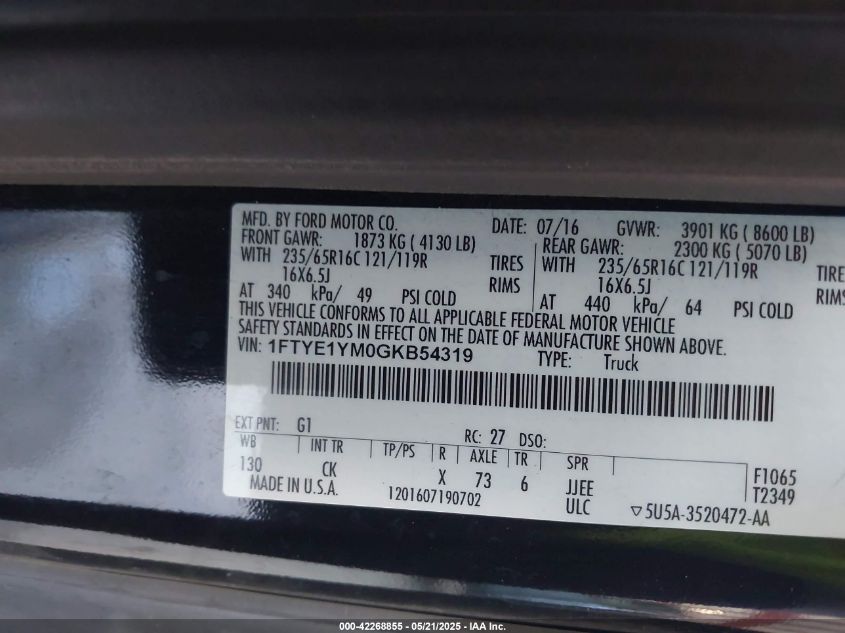 MFD. BY FORD MOTOR CO. DATE: 07/16 GVWR: 3901 KG ( 8600 LB)
FRONT GAWR: 1873 KG ( 4130 LB) REAR GAWR: 2300 KG ( 5070 LB)
WITH 235/65R16C 121/119R TIRES WITH 235/65R16C 121/119R TIRE
16X6.5J RIMS 16X6.5J RIMS
AT 340 kPa/ 49 PSI COLD AT 440 kPa/ 64 PSI COLD
THIS VEHICLE CONFORMS TO ALL APPLICABLE FEDERAL MOTOR VEHICLE
SAFETY STANDARDS IN EFFECT ON THE DATE OF MANUFACTURE SHOWN ABOVE.
VIN: 1FTYE1YM0GKB54319 TYPE: Truck
EXT PNT: G1 RC: 27 DSO:
WB INT TR TP/PS R AXLE TR SPR F1065
130 CK X 73 6 JJEE T2349
MADE IN U.S.A. 1201607190702 ULC ▽5U5A-3520472-AA
000-42268855 - 05/21/2025 - IAA Inc.